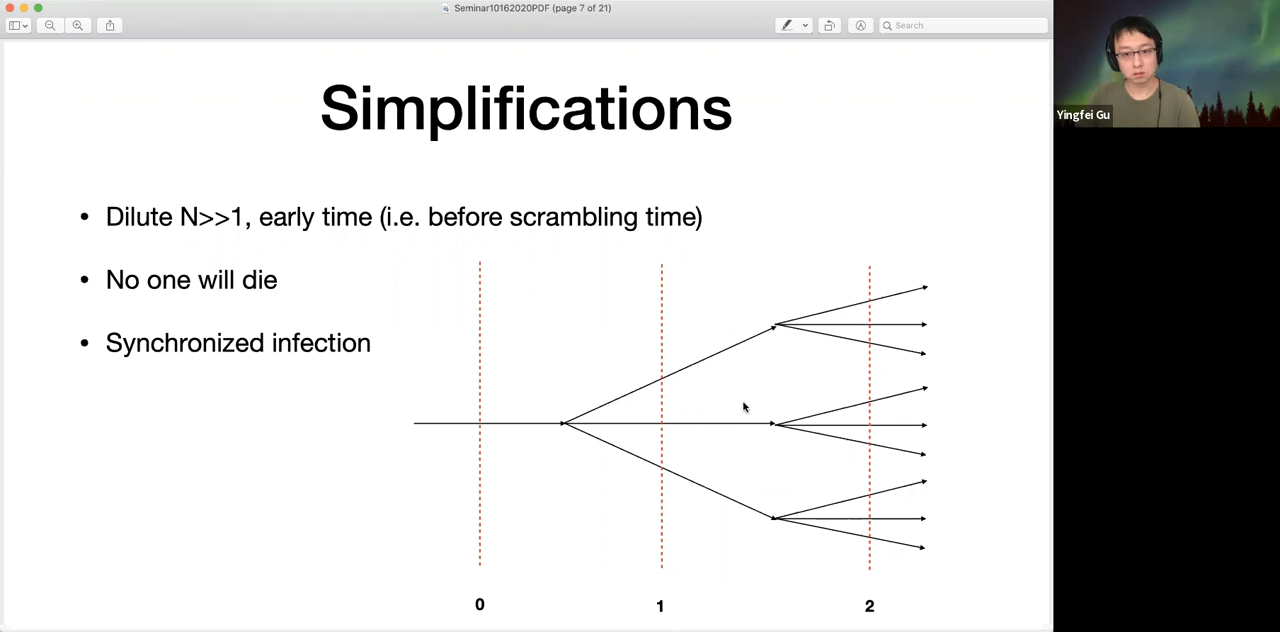 Seminar10162020PDF (page 7 of 21)
Search
Simplifications
• Dilute N>>1, early time (i.e. before scrambling time)
• No one will die
• Synchronized infection
0
1
2
Yingfei Gu